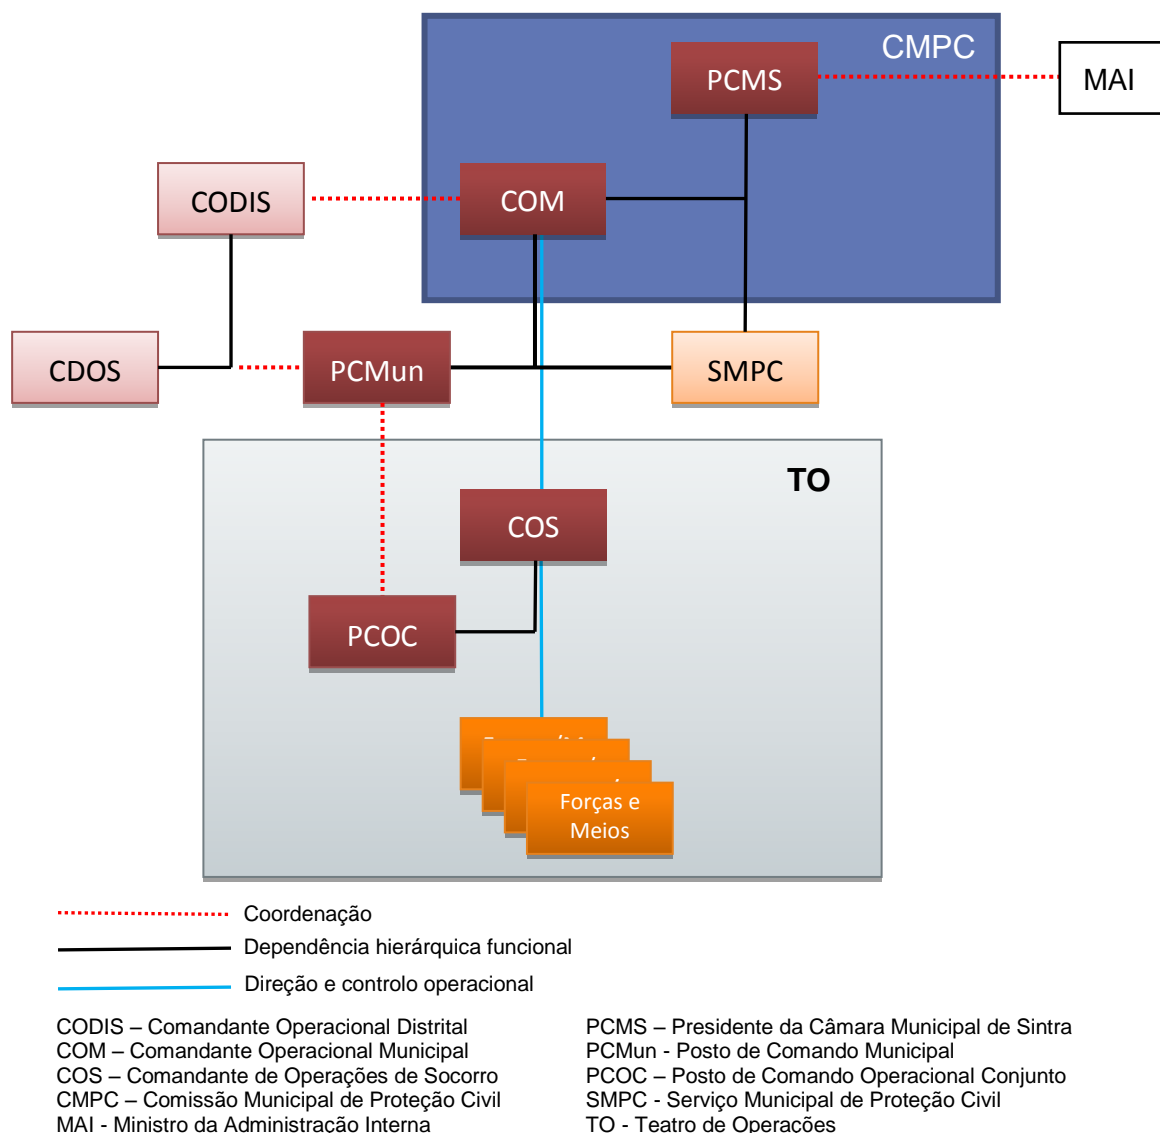 CMPC
PCMS
MAI
CODIS
COM
CDOS
PCMun
SMPC
TO
COS
PCOC
Forças e
Meios
Coordenação
Dependência hierárquica funcional
Direção e controlo operacional
CODIS – Comandante Operacional Distrital
COM – Comandante Operacional Municipal
COS – Comandante de Operações de Socorro
CMPC – Comissão Municipal de Proteção Civil
MAI - Ministro da Administração Interna
PCMS – Presidente da Câmara Municipal de Sintra
PCMun - Posto de Comando Municipal
PCOC – Posto de Comando Operacional Conjunto
SMPC - Serviço Municipal de Proteção Civil
TO - Teatro de Operações